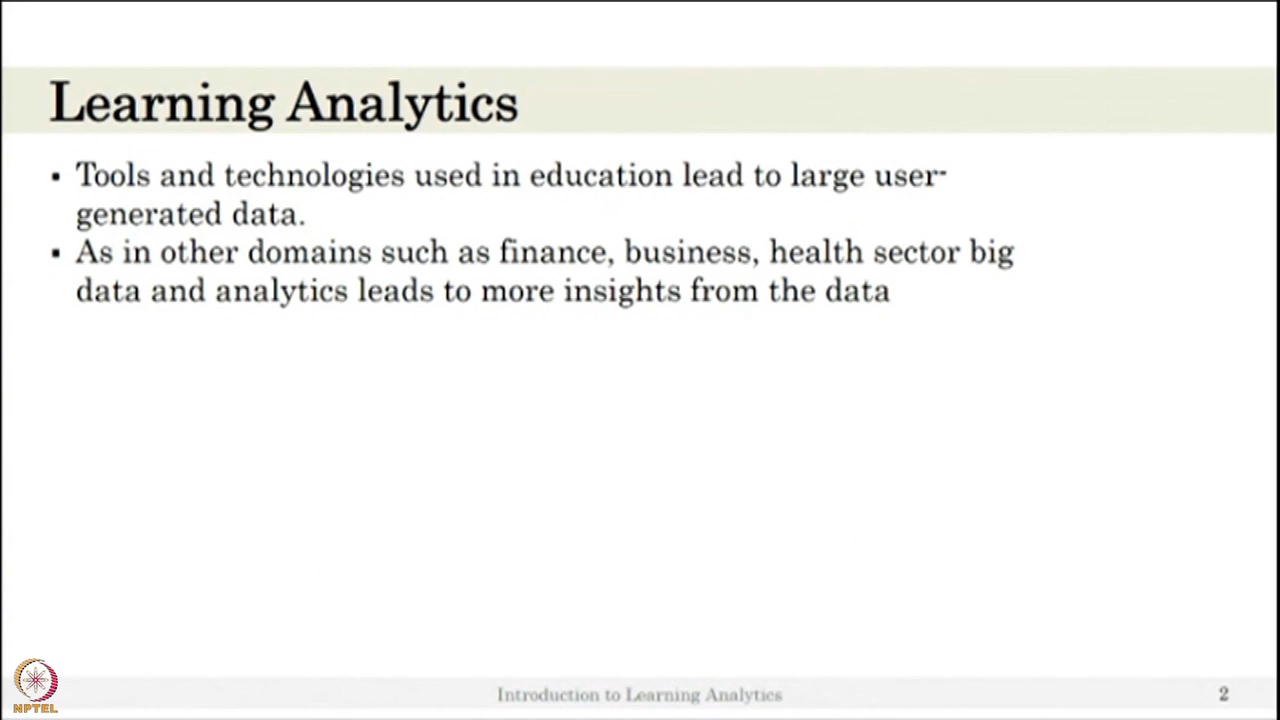 Learning Analytics
▪ Tools and technologies used in education lead to large user-
generated data.
▪ As in other domains such as finance, business, health sector big
data and analytics leads to more insights from the data
NPTEL
Introduction to Learning Analytics
2